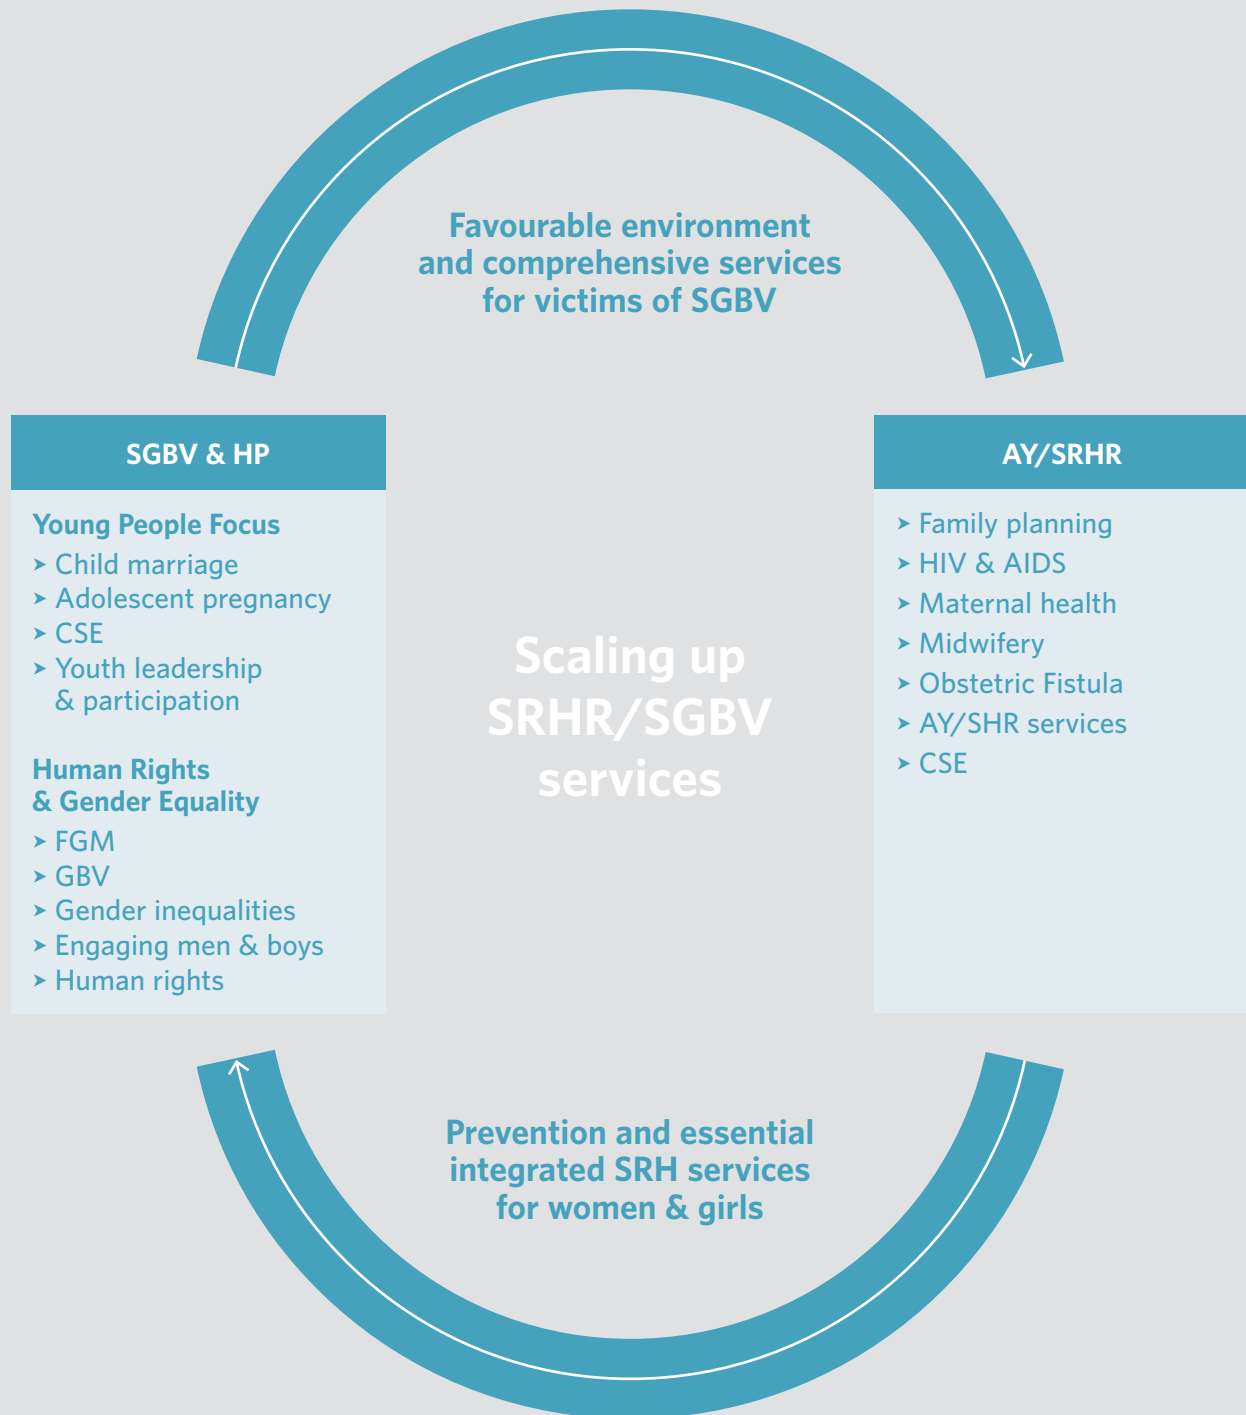 Favourable environment
and comprehensive services
for victims of SGBV
SGBV & HP
Young People Focus
➤ Child marriage
➤ Adolescent pregnancy
➤ CSE
➤ Youth leadership
& participation
Human Rights
& Gender Equality
➤ FGM
➤ GBV
➤ Gender inequalities
➤ Engaging men & boys
➤ Human rights
Scaling up
SRHR/SGBV
services
AY/SRHR
➤ Family planning
➤ HIV & AIDS
➤ Maternal health
➤ Midwifery
➤ Obstetric Fistula
➤ AY/SHR services
➤ CSE
Prevention and essential
integrated SRH services
for women & girls